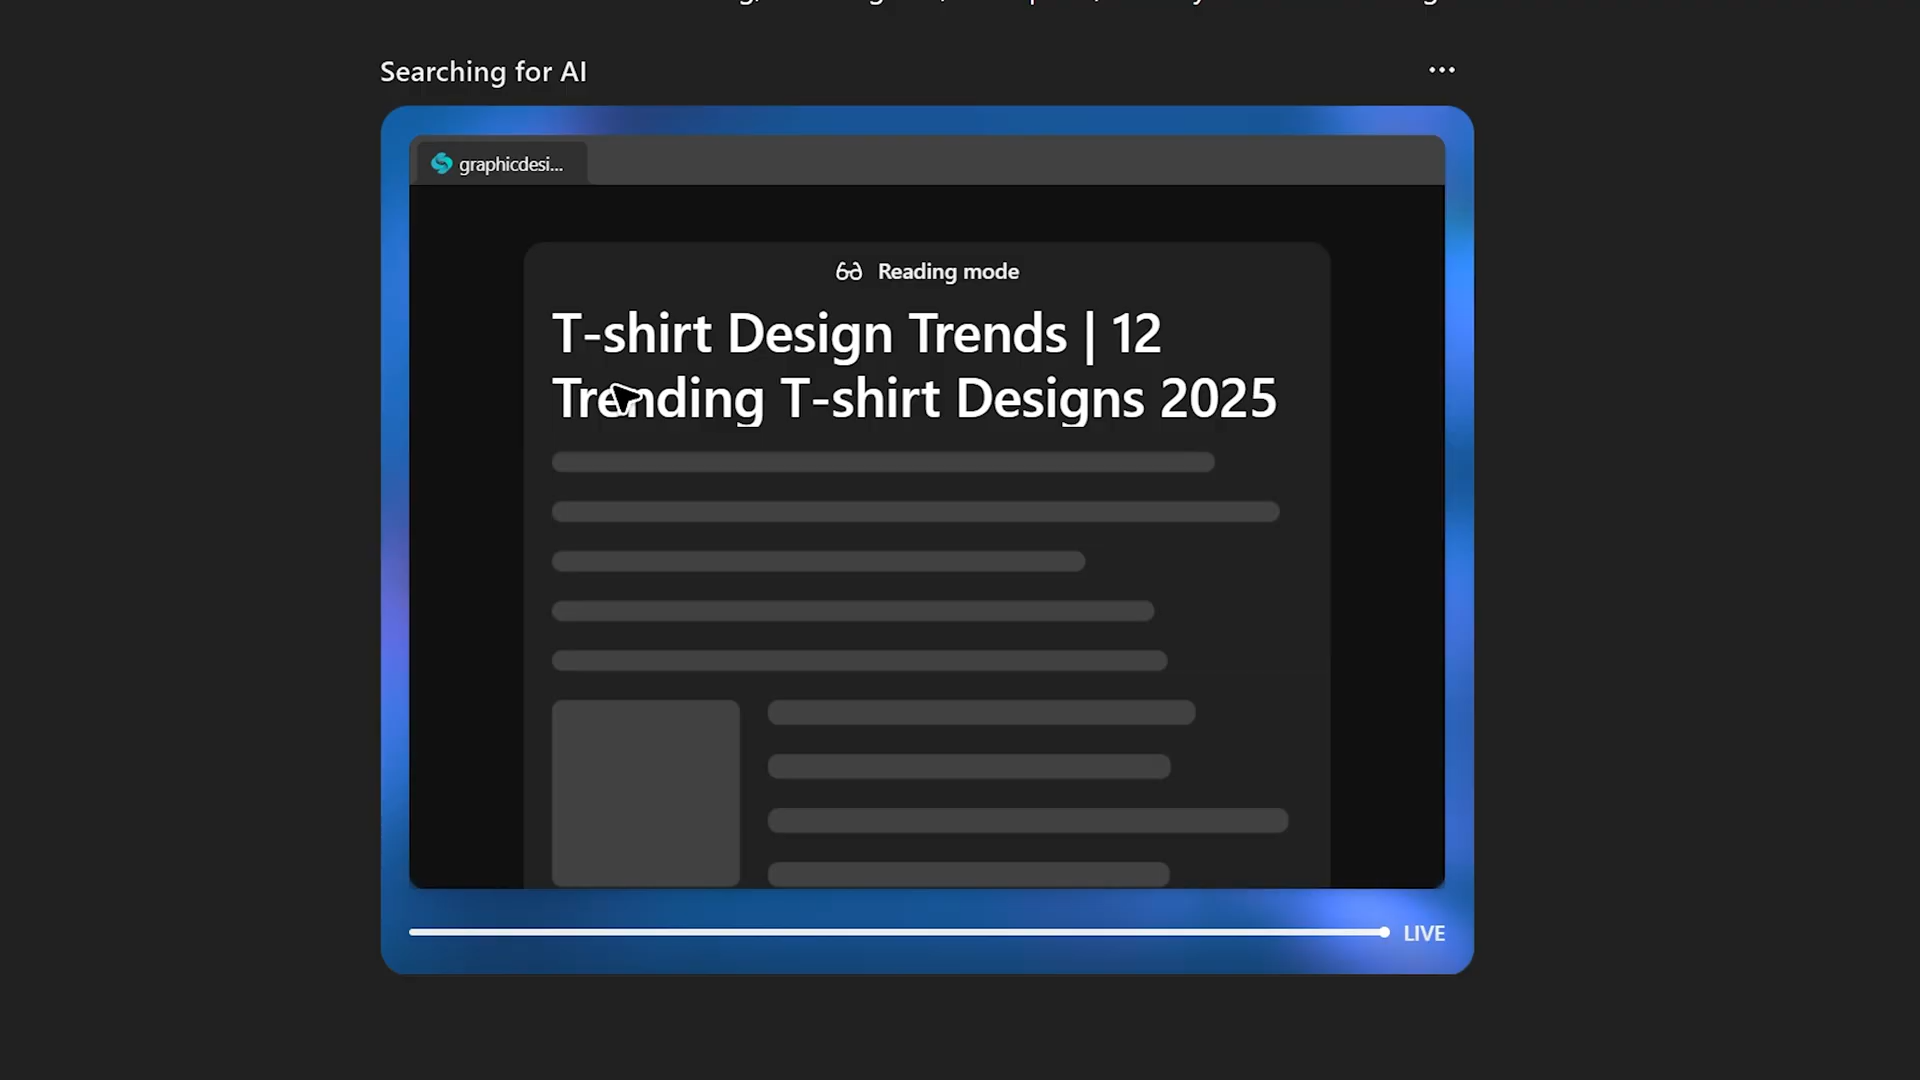 Searching for AI
graphicdesi...
Reading mode
T-shirt Design Trends | 12
Trending T-shirt Designs 2025
LIVE